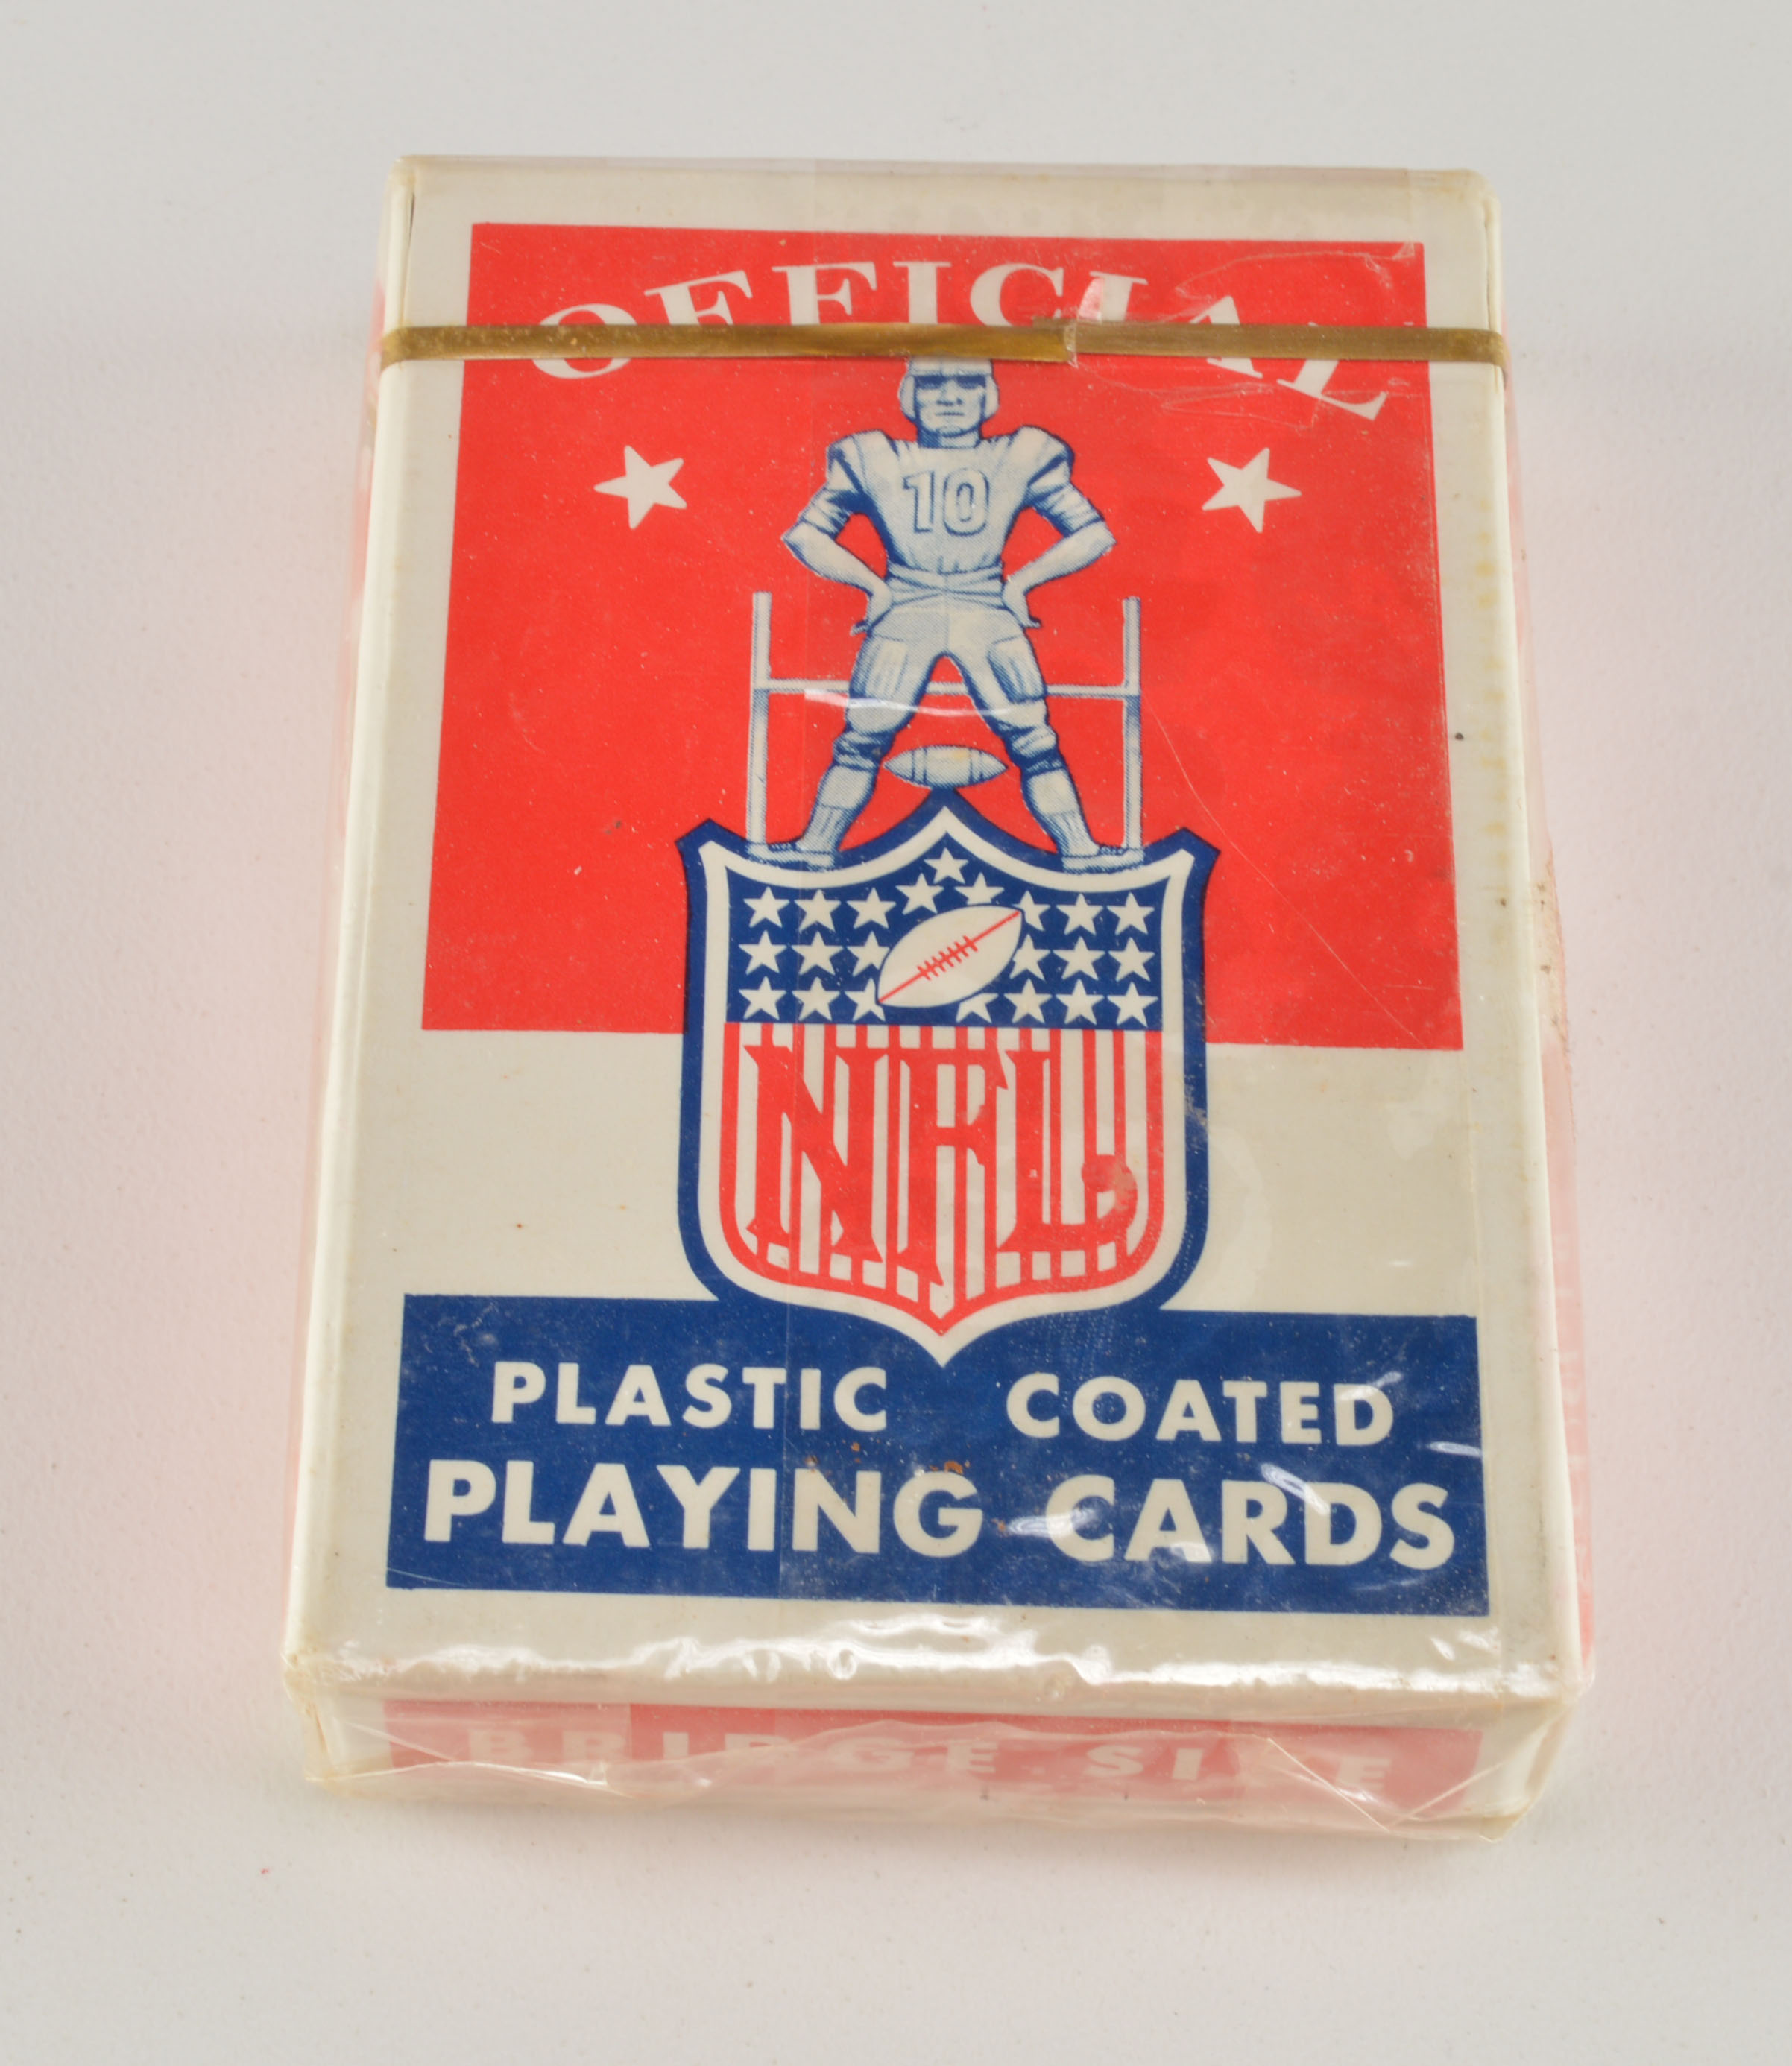 OFFICIAL
10
NFL
PLASTIC COATED
PLAYING CARDS
BRIDGE SIZE